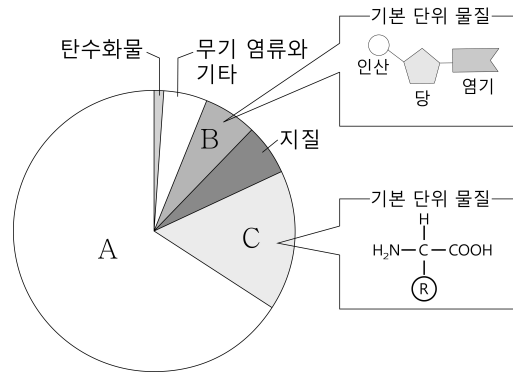 기본 단위 물질
탄수화물
무기 염류와
기타
인산
당
염기
B
지질
기본 단위 물질
A
C
H
H₂N—C—COOH
R